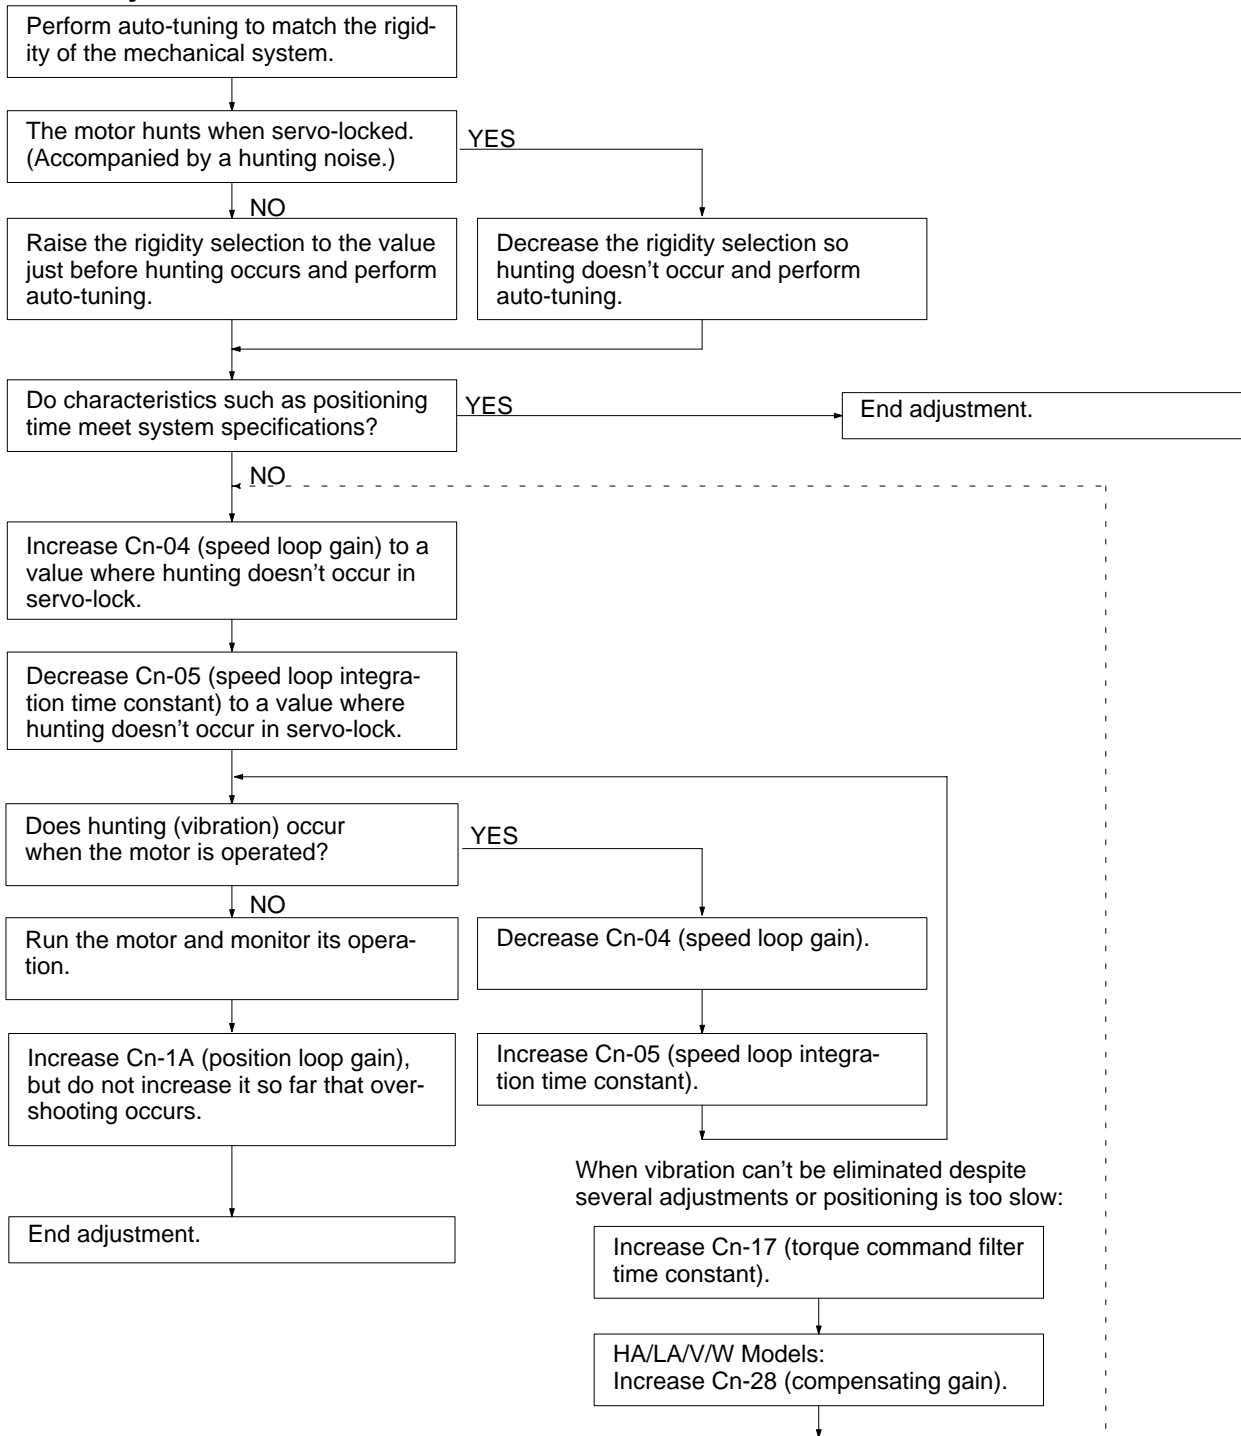 Perform auto-tuning to match the rigid-
ity of the mechanical system.
The motor hunts when servo-locked.
(Accompanied by a hunting noise.)
YES
NO
Raise the rigidity selection to the value
just before hunting occurs and perform
auto-tuning.
Decrease the rigidity selection so
hunting doesn't occur and perform
auto-tuning.
Do characteristics such as positioning
time meet system specifications?
YES
End adjustment.
NO
Increase Cn-04 (speed loop gain) to a
value where hunting doesn't occur in
servo-lock.
Decrease Cn-05 (speed loop integra-
tion time constant) to a value where
hunting doesn't occur in servo-lock.
Does hunting (vibration) occur
when the motor is operated?
YES
NO
Run the motor and monitor its opera-
tion.
Decrease Cn-04 (speed loop gain).
Increase Cn-1A (position loop gain),
but do not increase it so far that over-
shooting occurs.
Increase Cn-05 (speed loop integra-
tion time constant).
When vibration can't be eliminated despite
several adjustments or positioning is too slow:
End adjustment.
Increase Cn-17 (torque command filter
time constant).
HA/LA/V/W Models:
Increase Cn-28 (compensating gain).